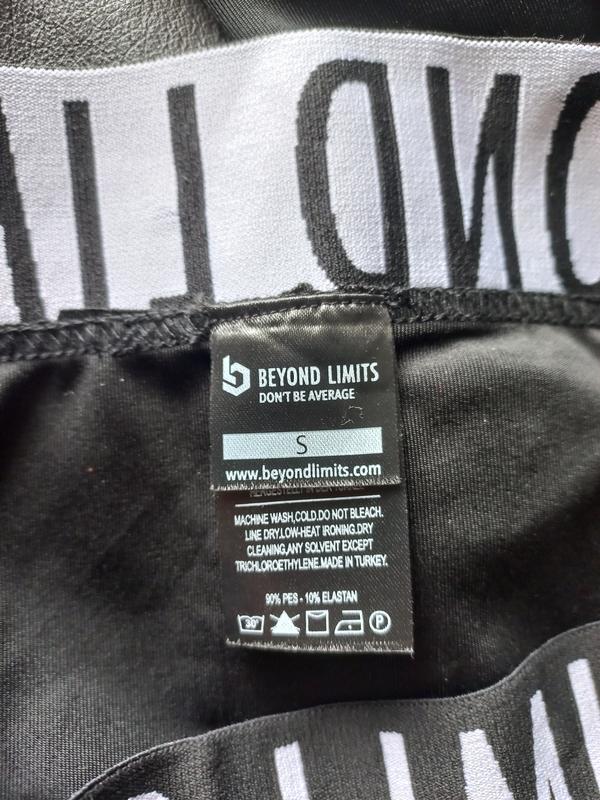 BEYOND LIMITS
DON'T BE AVERAGE
S
www.beyondlimits.com
MACHINE WASH,COLD.DO NOT BLEACH.
LINE DRY.LOW-HEAT IRONING.DRY
CLEANING,ANY SOLVENT EXCEPT
TRICHLOROETHYLENE.MADE IN TURKEY.
90% PES - 10% ELASTAN
30°
P